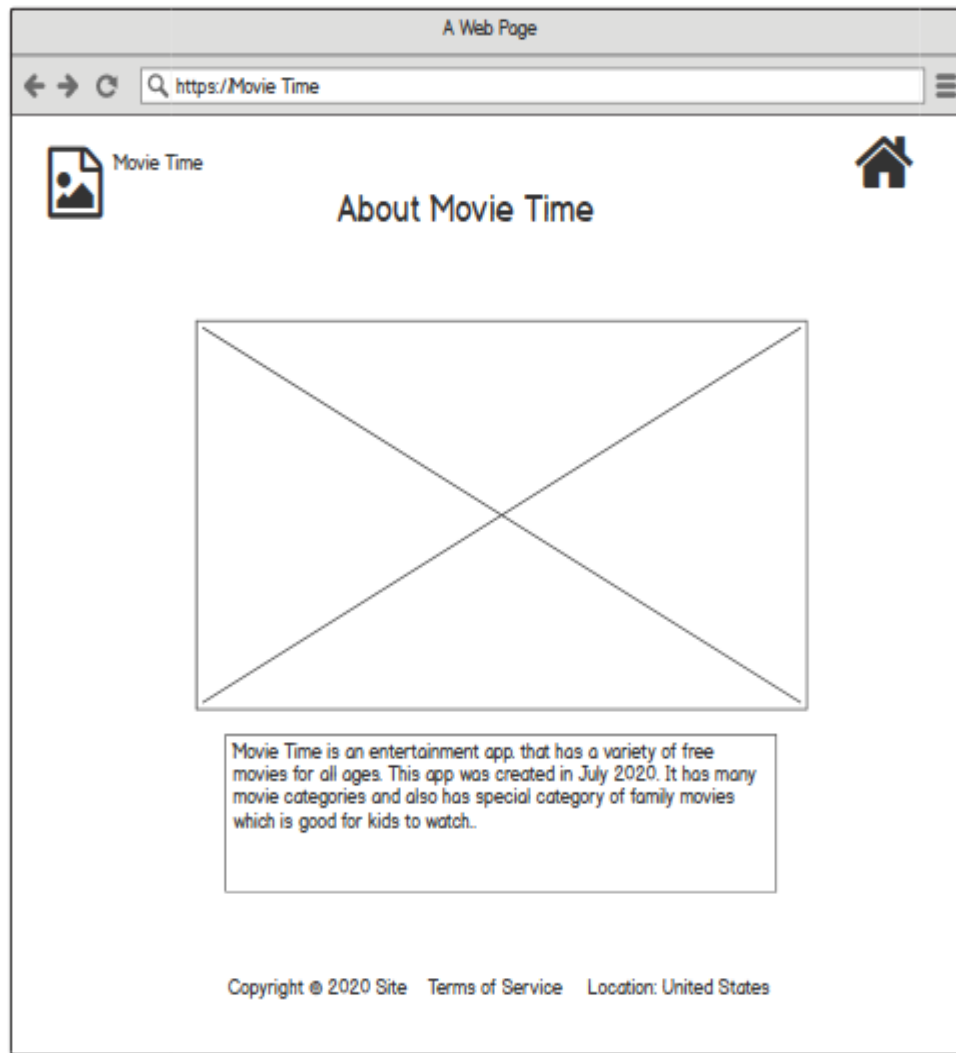 A Web Page
https://Movie Time
Movie Time
About Movie Time
Movie Time is an entertainment app. that has a variety of free
movies for all ages. This app was created in July 2020. It has many
movie categories and also has special category of family movies
which is good for kids to watch..
Copyright © 2020 Site Terms of Service Location: United States